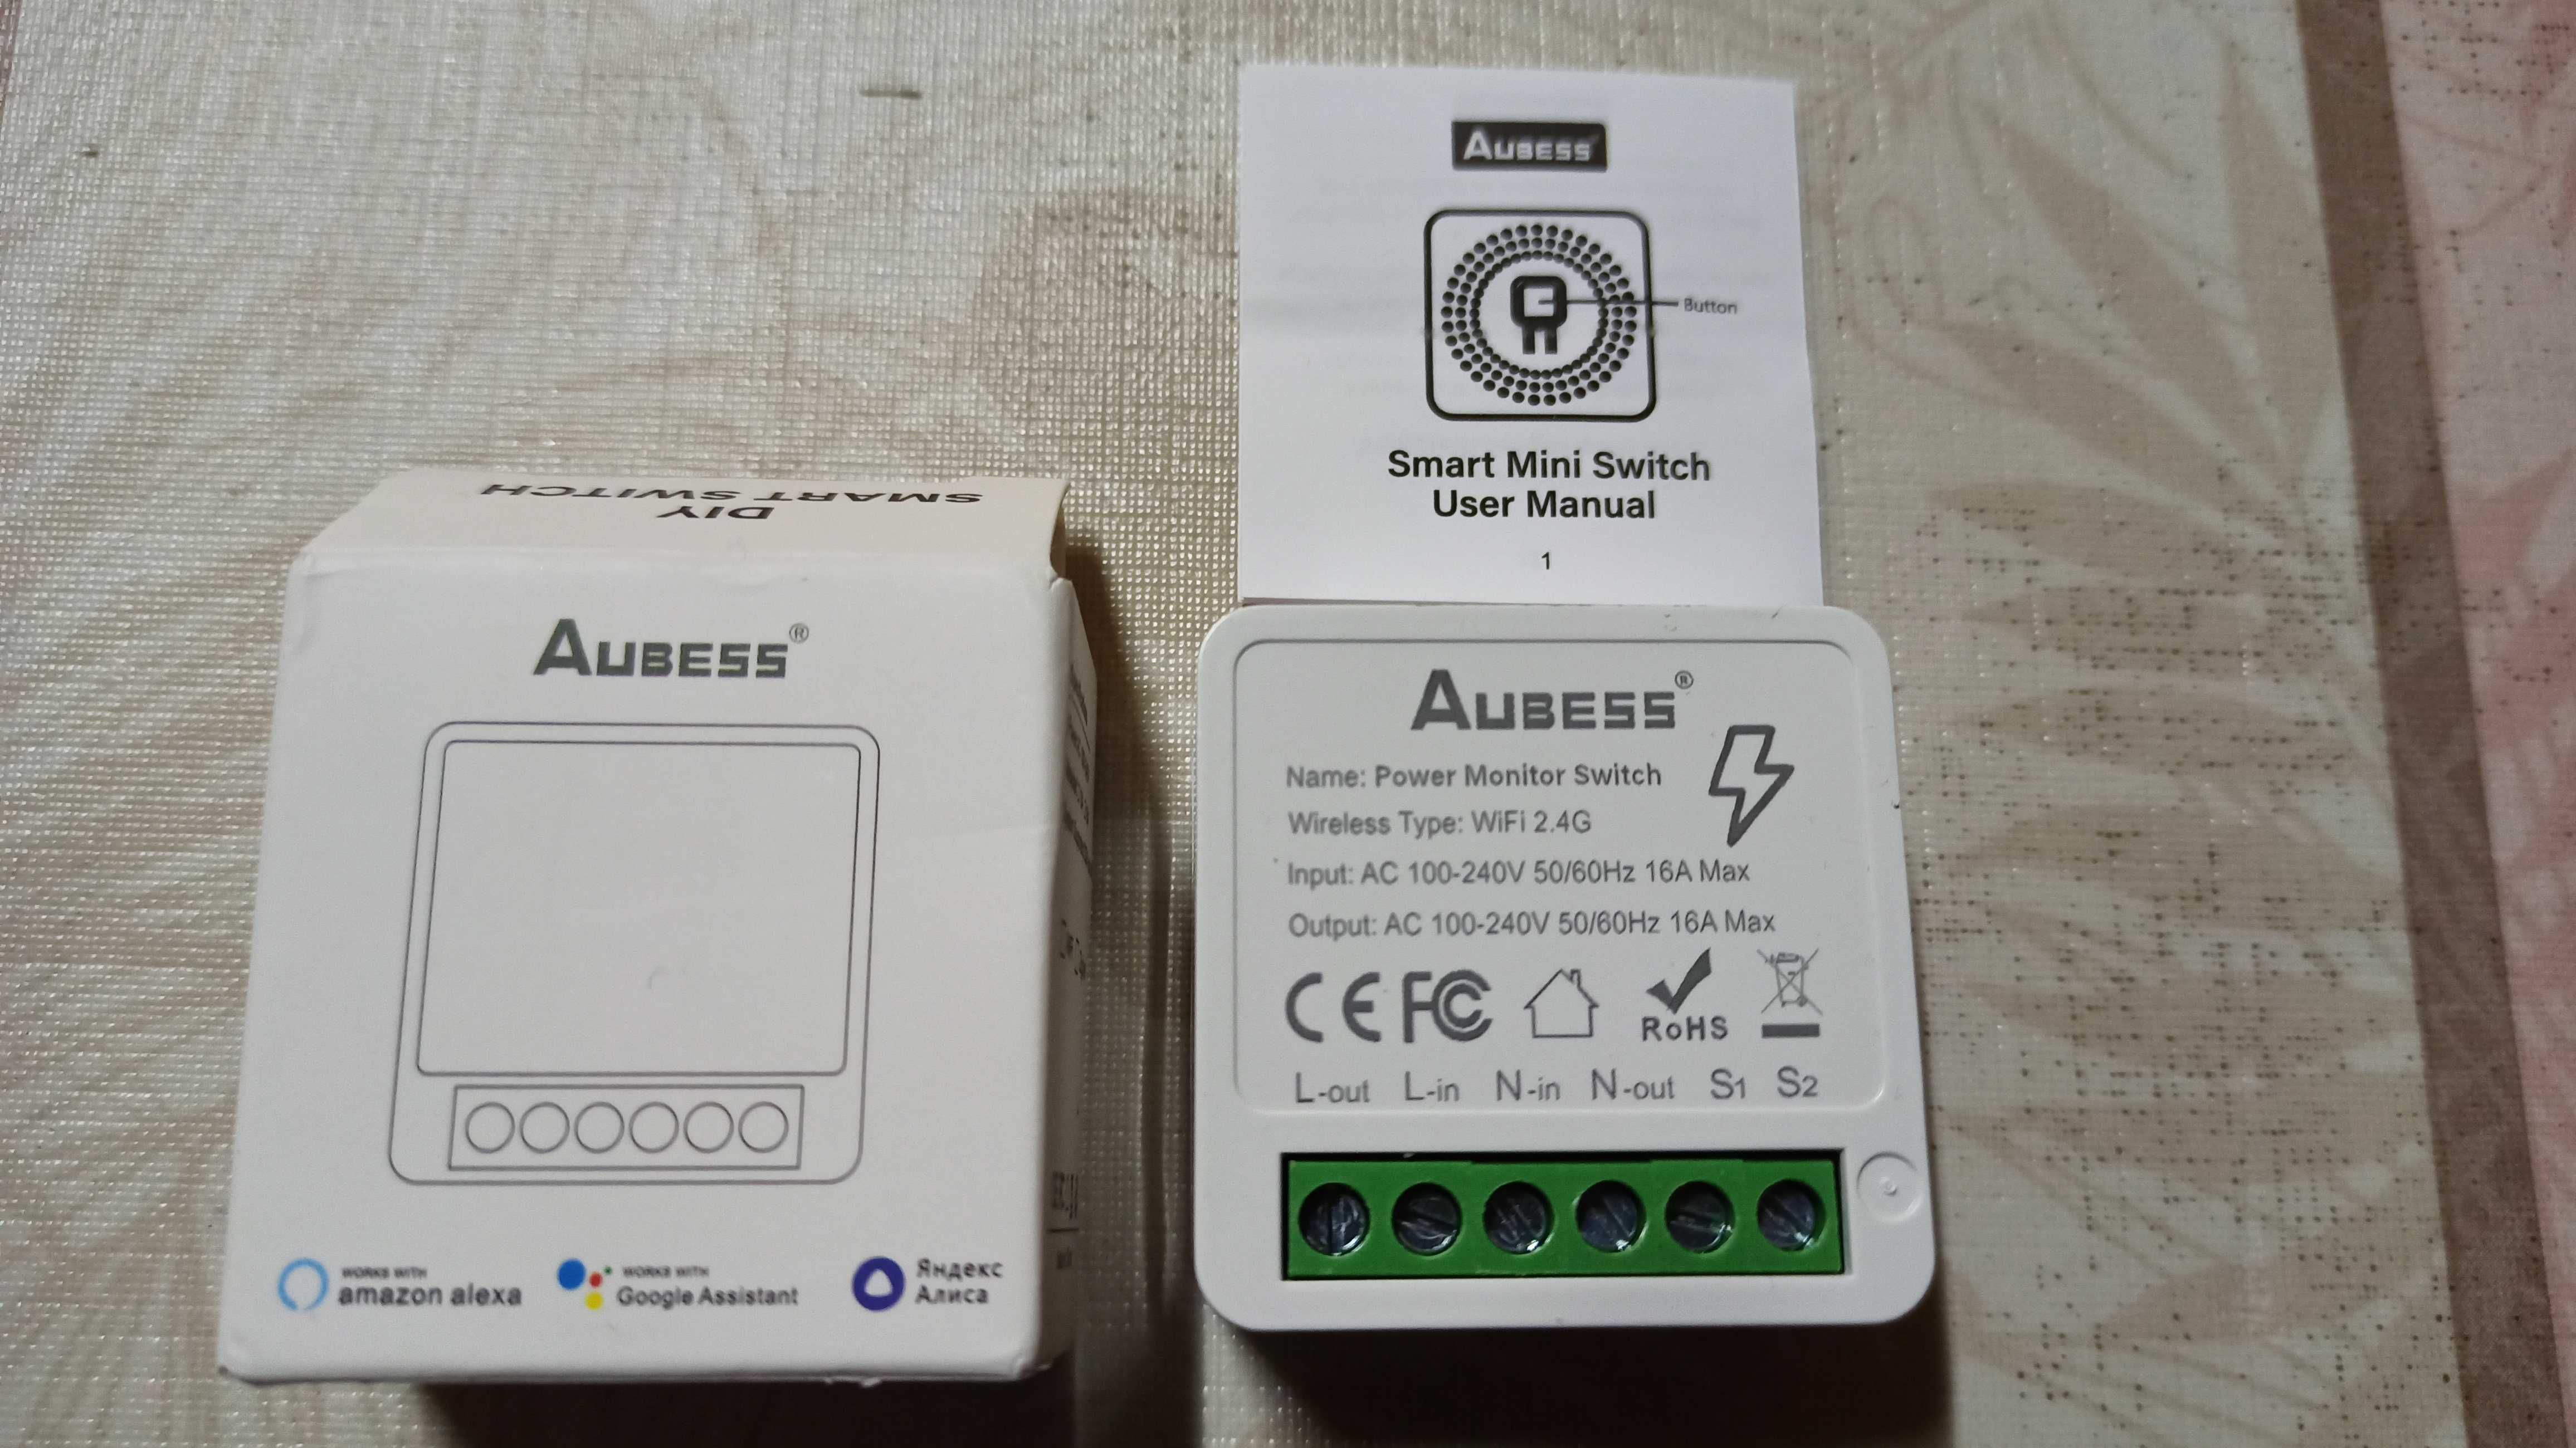 AUBESS
Button
Smart Mini Switch
User Manual
1
DIY
SMART SWITCH
AUBESS®
WORKS WITH
amazon alexa
WORKS WITH
Google Assistant
Яндекс
Алиса
AUBESS®
Name: Power Monitor Switch
Wireless Type: WiFi 2.4G
Input: AC 100-240V 50/60Hz 16A Max
Output: AC 100-240V 50/60Hz 16A Max
CE FC RoHS
L-out L-in N-in N-out S1 S2